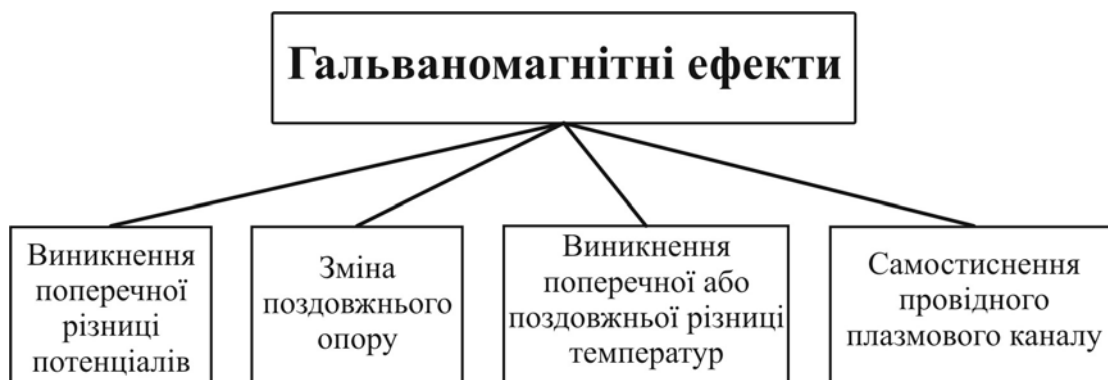 Гальваномагнітні ефекти
Виникнення
поперечної
різниці
потенціалів
Зміна
поздовжнього
опору
Виникнення
поперечної або
поздовжньої різниці
температур
Самостиснення
провідного
плазмового каналу